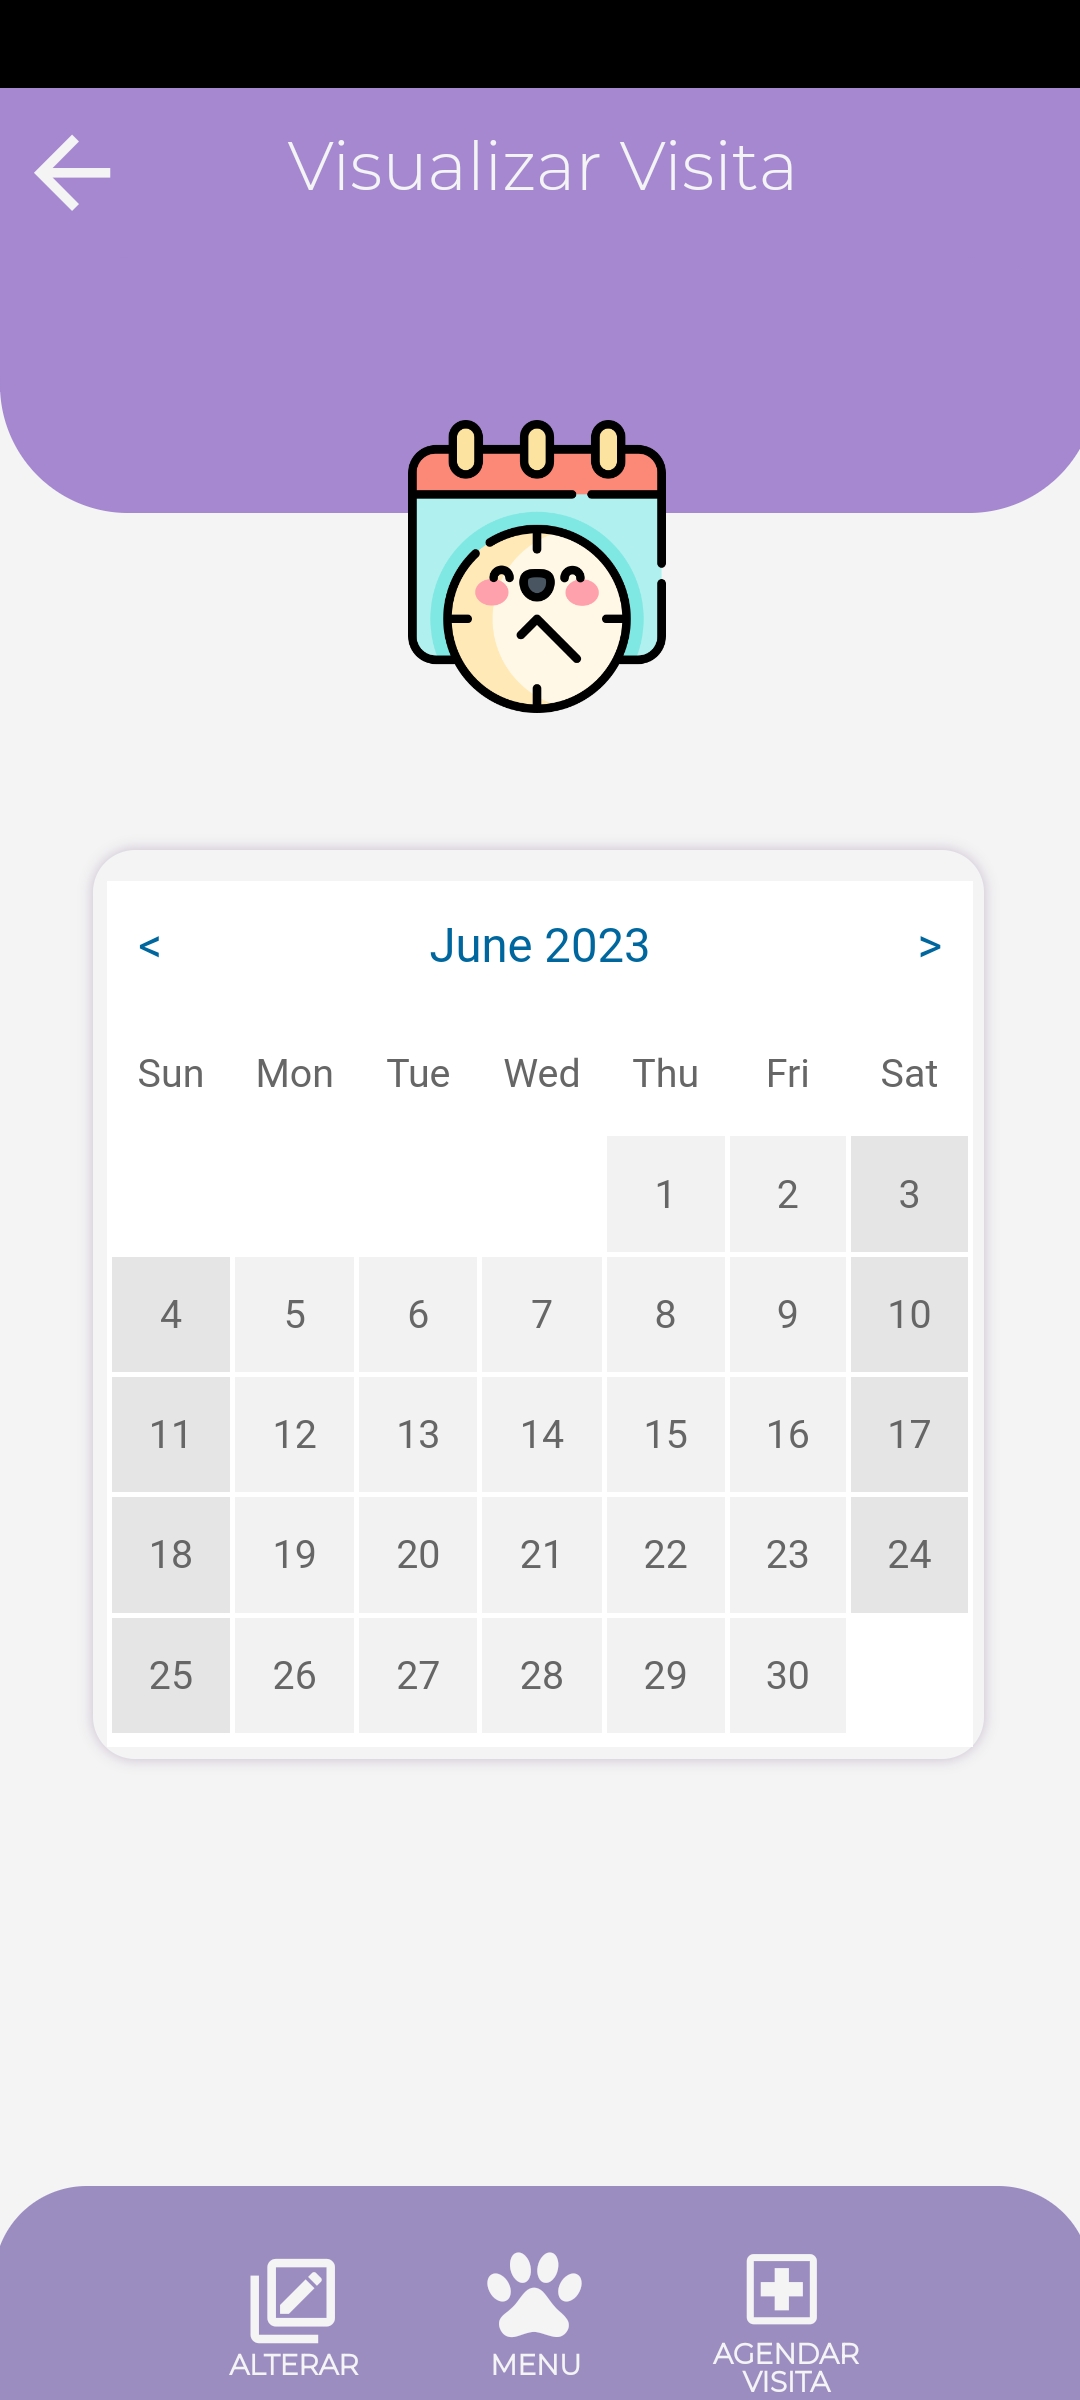 Visualizar Visita
< June 2023 >
Sun Mon Tue Wed Thu Fri Sat
1 2 3
4 5 6 7 8 9 10
11 12 13 14 15 16 17
18 19 20 21 22 23 24
25 26 27 28 29 30
ALTERAR
MENU
AGENDAR
VISITA